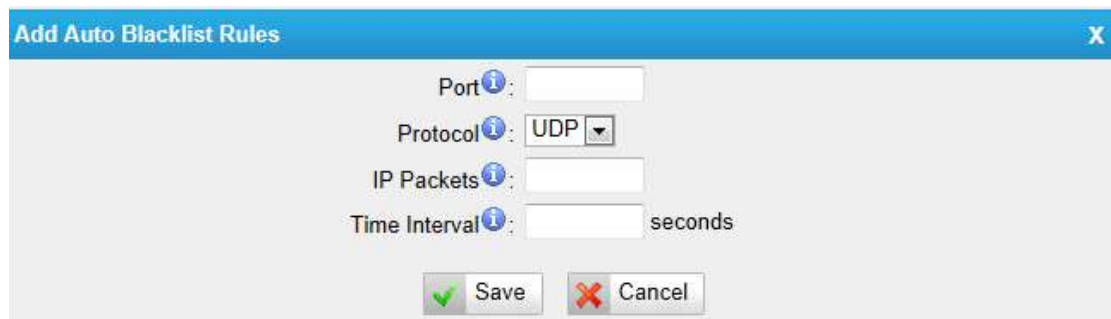 Add Auto Blacklist Rules X
Port i :
Protocol i : UDP
IP Packets i :
Time Interval i : seconds
Save Cancel